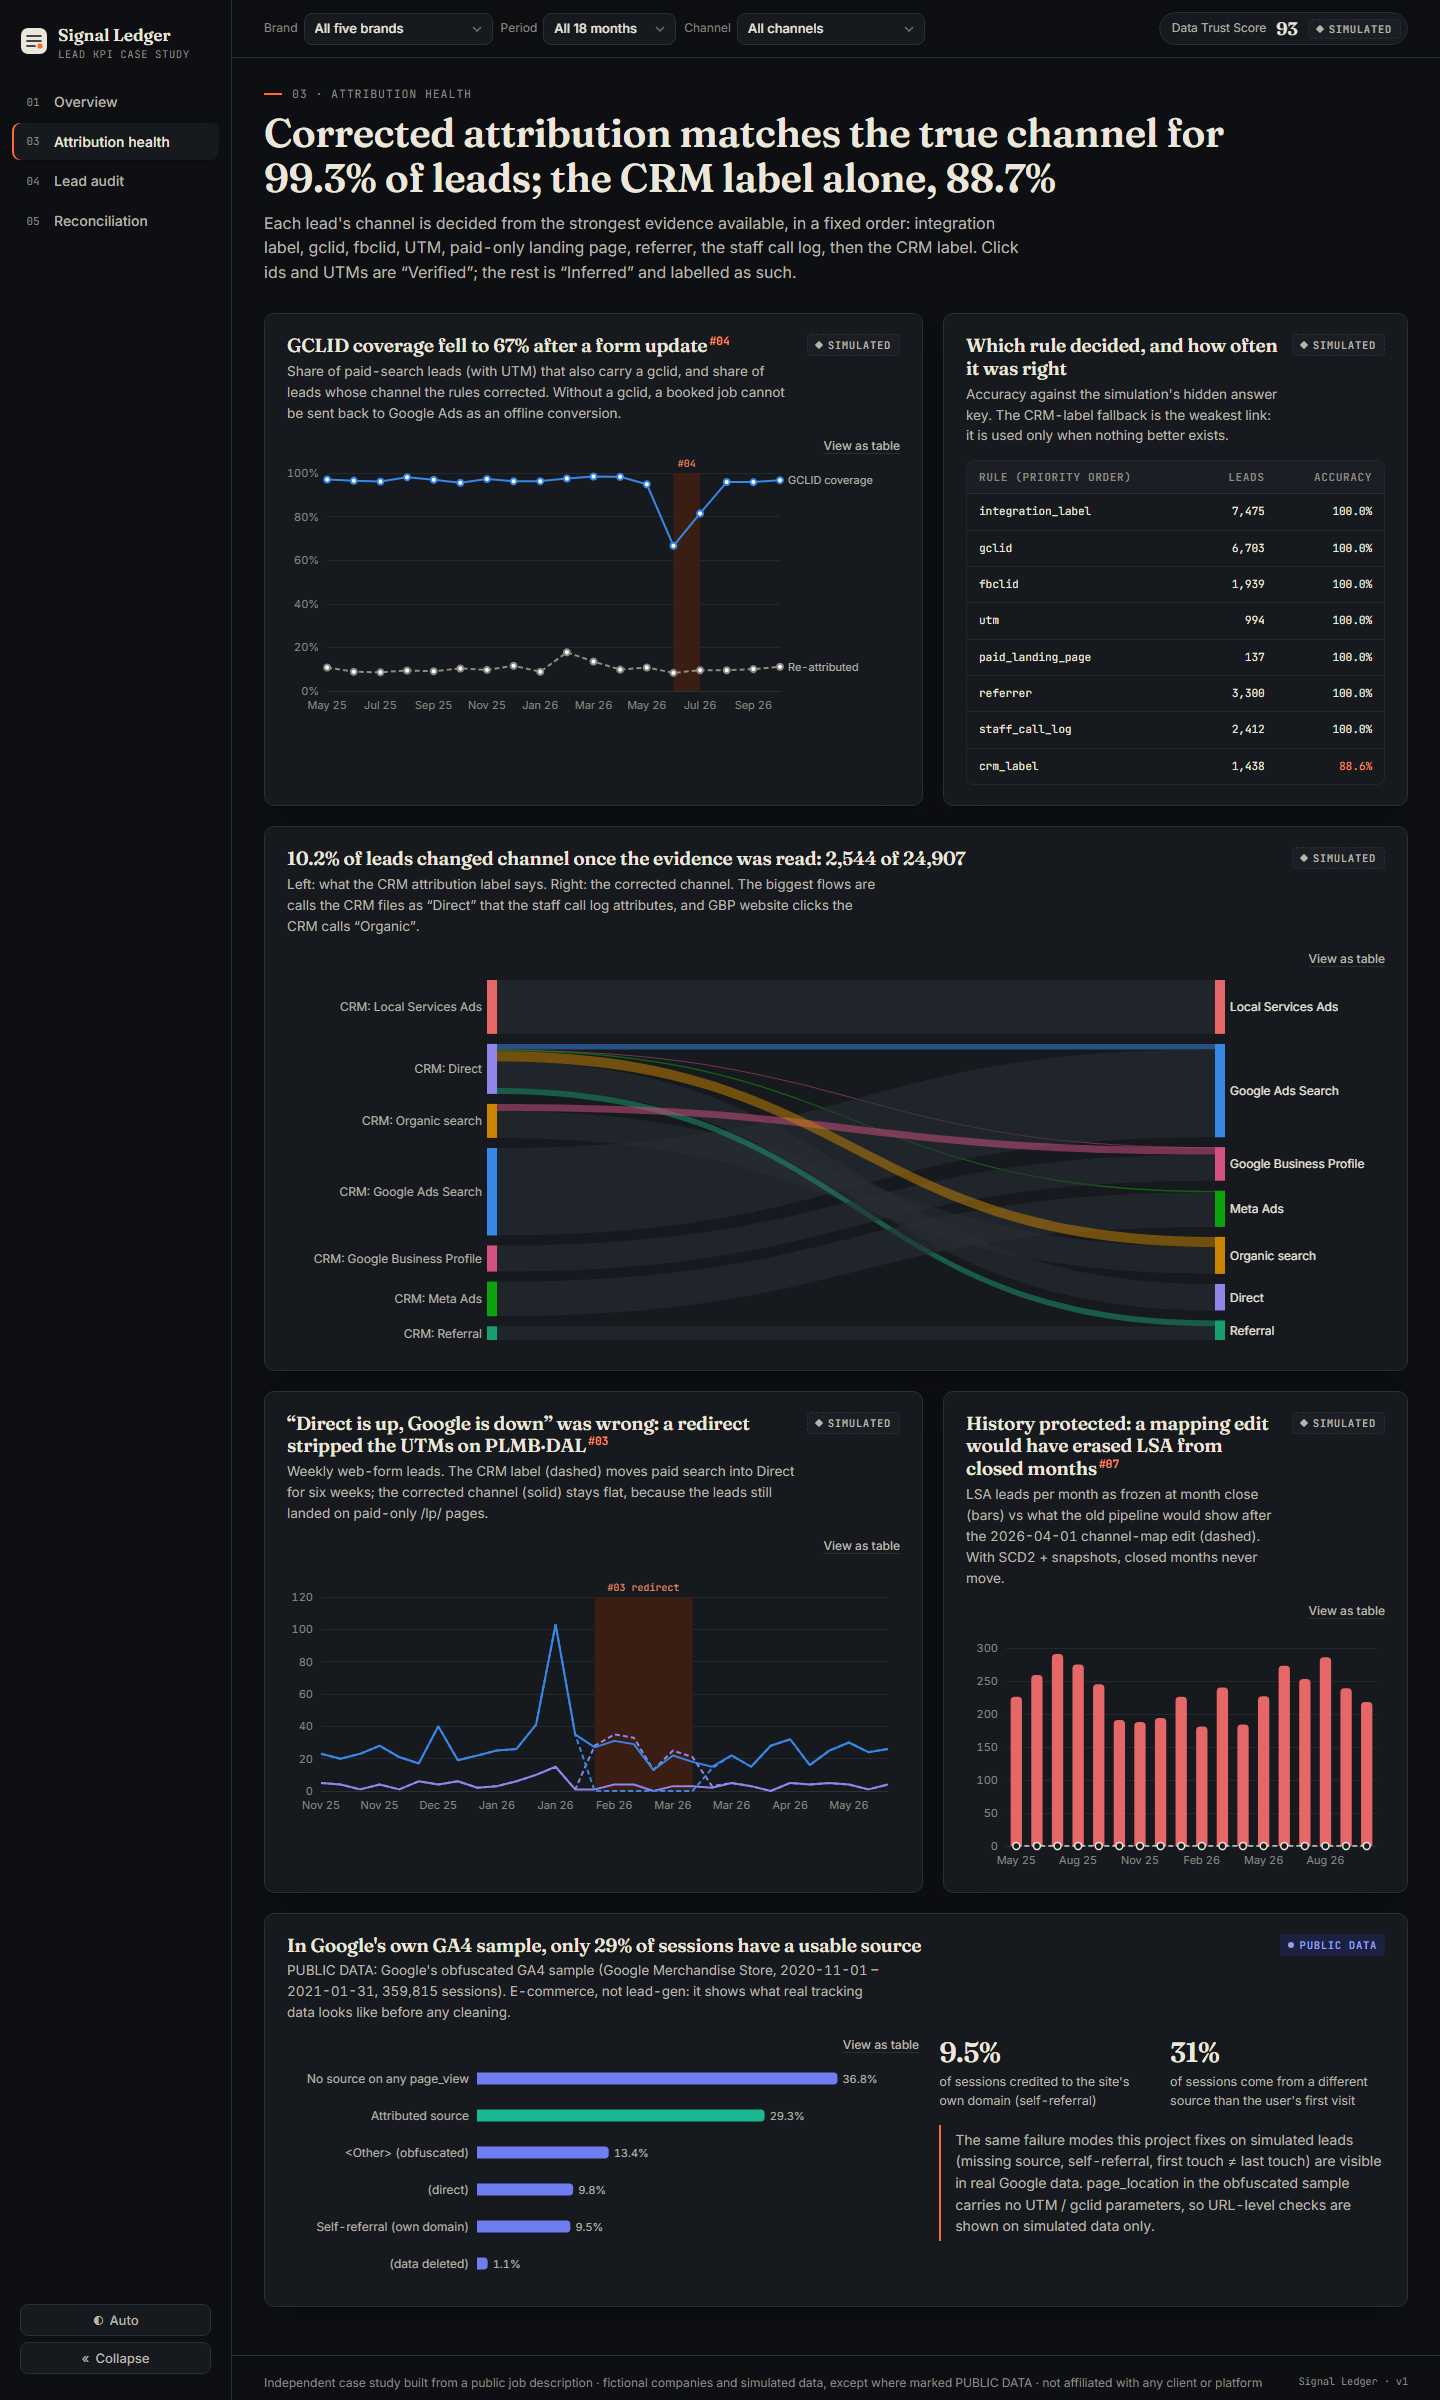 Signal Ledger
LEAD KPI CASE STUDY
01 Overview
03 Attribution health
04 Lead audit
05 Reconciliation
◐ Auto
« Collapse
Brand All five brands Period All 18 months Channel All channels
Data Trust Score 93 ◆ SIMULATED
03 · ATTRIBUTION HEALTH
Corrected attribution matches the true channel for
99.3% of leads; the CRM label alone, 88.7%
Each lead's channel is decided from the strongest evidence available, in a fixed order: integration
label, gclid, fbclid, UTM, paid-only landing page, referrer, the staff call log, then the CRM label. Click
ids and UTMs are “Verified”; the rest is “Inferred” and labelled as such.
GCLID coverage fell to 67% after a form update #04
◆ SIMULATED
Share of paid-search leads (with UTM) that also carry a gclid, and share of
leads whose channel the rules corrected. Without a gclid, a booked job cannot
be sent back to Google Ads as an offline conversion.
View as table
#04
100%
80%
60%
40%
20%
0%
GCLID coverage
Re-attributed
May 25 Jul 25 Sep 25 Nov 25 Jan 26 Mar 26 May 26 Jul 26 Sep 26
Which rule decided, and how often
it was right
◆ SIMULATED
Accuracy against the simulation's hidden answer
key. The CRM-label fallback is the weakest link:
it is used only when nothing better exists.
RULE (PRIORITY ORDER) LEADS ACCURACY
integration_label 7,475 100.0%
gclid 6,703 100.0%
fbclid 1,939 100.0%
utm 994 100.0%
paid_landing_page 137 100.0%
referrer 3,300 100.0%
staff_call_log 2,412 100.0%
crm_label 1,438 88.6%
10.2% of leads changed channel once the evidence was read: 2,544 of 24,907
◆ SIMULATED
Left: what the CRM attribution label says. Right: the corrected channel. The biggest flows are
calls the CRM files as “Direct” that the staff call log attributes, and GBP website clicks the
CRM calls “Organic”.
View as table
CRM: Local Services Ads
CRM: Direct
CRM: Organic search
CRM: Google Ads Search
CRM: Google Business Profile
CRM: Meta Ads
CRM: Referral
Local Services Ads
Google Ads Search
Google Business Profile
Meta Ads
Organic search
Direct
Referral
“Direct is up, Google is down” was wrong: a redirect
stripped the UTMs on PLMB·DAL #03
◆ SIMULATED
Weekly web-form leads. The CRM label (dashed) moves paid search into Direct
for six weeks; the corrected channel (solid) stays flat, because the leads still
landed on paid-only /lp/ pages.
View as table
#03 redirect
120
100
80
60
40
20
0
Nov 25 Nov 25 Dec 25 Jan 26 Jan 26 Feb 26 Mar 26 Mar 26 Apr 26 May 26
History protected: a mapping edit
would have erased LSA from
closed months #07
◆ SIMULATED
LSA leads per month as frozen at month close
(bars) vs what the old pipeline would show after
the 2026-04-01 channel-map edit (dashed).
With SCD2 + snapshots, closed months never
move.
View as table
300
250
200
150
100
50
0
May 25 Aug 25 Nov 25 Feb 26 May 26 Aug 26
In Google's own GA4 sample, only 29% of sessions have a usable source
● PUBLIC DATA
PUBLIC DATA: Google's obfuscated GA4 sample (Google Merchandise Store, 2020-11-01 –
2021-01-31, 359,815 sessions). E-commerce, not lead-gen: it shows what real tracking
data looks like before any cleaning.
View as table
No source on any page_view 36.8%
Attributed source 29.3%
<Other> (obfuscated) 13.4%
(direct) 9.8%
Self-referral (own domain) 9.5%
(data deleted) 1.1%
9.5%
of sessions credited to the site's
own domain (self-referral)
31%
of sessions come from a different
source than the user's first visit
The same failure modes this project fixes on simulated leads
(missing source, self-referral, first touch ≠ last touch) are visible
in real Google data. page_location in the obfuscated sample
carries no UTM / gclid parameters, so URL-level checks are
shown on simulated data only.
Independent case study built from a public job description · fictional companies and simulated data, except where marked PUBLIC DATA · not affiliated with any client or platform
Signal Ledger · v1